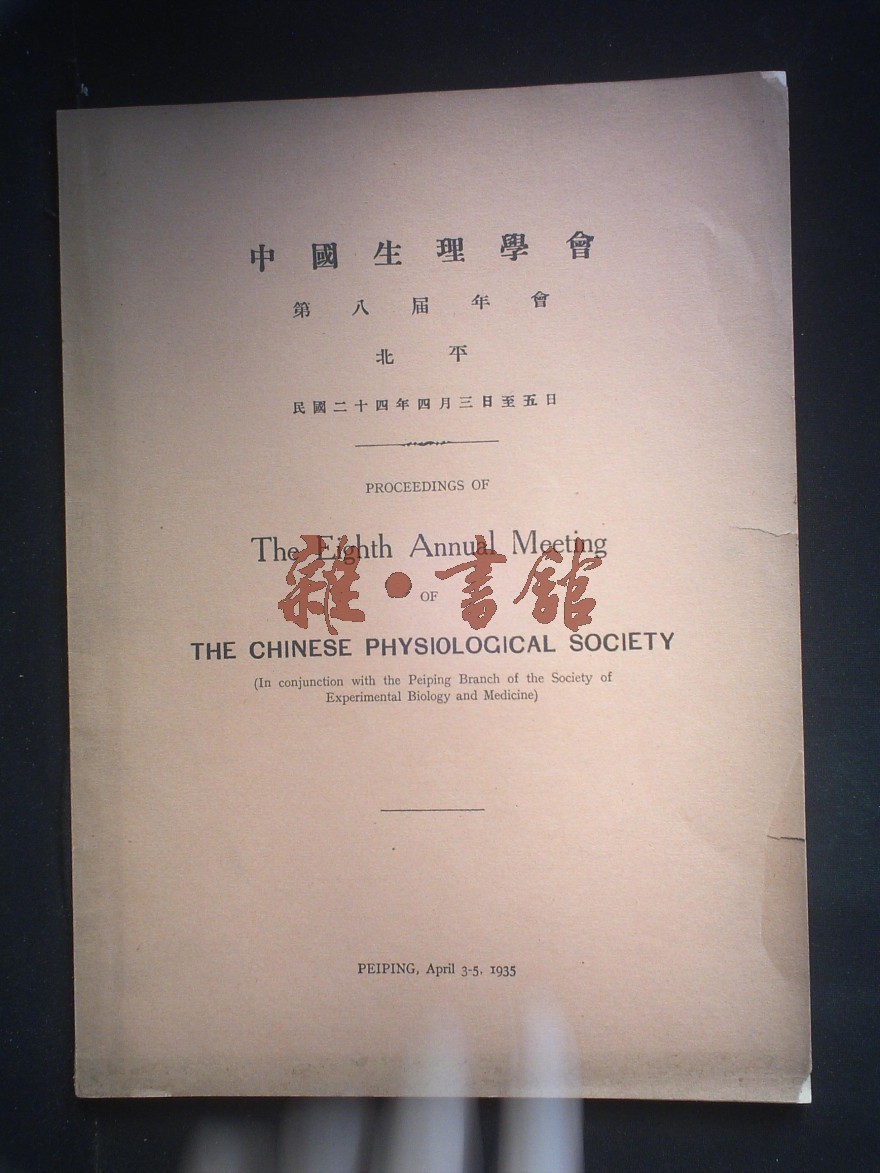 中國生理學會
第八届年會
北平
民國二十四年四月三日至五日
PROCEEDINGS OF
The Eighth Annual Meeting
雜•書館
OF
THE CHINESE PHYSIOLOGICAL SOCIETY
(In conjunction with the Peiping Branch of the Society of
Experimental Biology and Medicine)
PEIPING, April 3-5, 1935